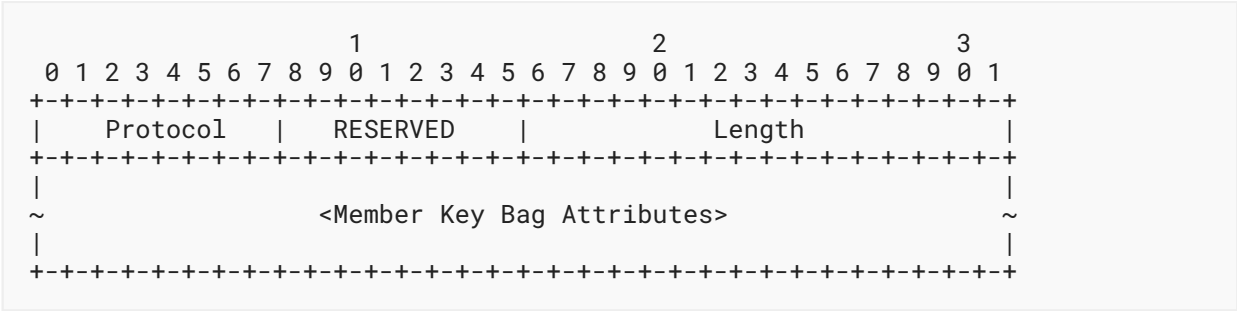 1                   2                   3
 0 1 2 3 4 5 6 7 8 9 0 1 2 3 4 5 6 7 8 9 0 1 2 3 4 5 6 7 8 9 0 1
+-+-+-+-+-+-+-+-+-+-+-+-+-+-+-+-+-+-+-+-+-+-+-+-+-+-+-+-+-+-+-+-+
|    Protocol   |   RESERVED    |            Length             |
+-+-+-+-+-+-+-+-+-+-+-+-+-+-+-+-+-+-+-+-+-+-+-+-+-+-+-+-+-+-+-+-+
|                                                               |
~                  <Member Key Bag Attributes>                  ~
|                                                               |
+-+-+-+-+-+-+-+-+-+-+-+-+-+-+-+-+-+-+-+-+-+-+-+-+-+-+-+-+-+-+-+-+